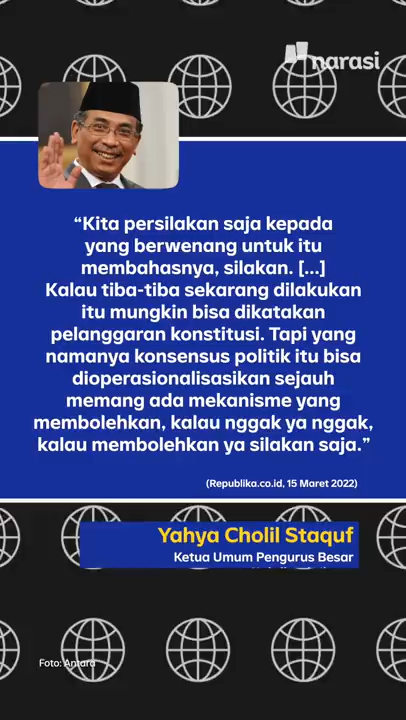 narasi
“Kita persilakan saja kepada
yang berwenang untuk itu
membahasnya, silakan. [...]
Kalau tiba-tiba sekarang dilakukan
itu mungkin bisa dikatakan
pelanggaran konstitusi. Tapi yang
namanya konsensus politik itu bisa
dioperasionalisasikan sejauh
memang ada mekanisme yang
membolehkan, kalau nggak ya nggak,
kalau membolehkan ya silakan saja.”
(Republika.co.id, 15 Maret 2022)
Yahya Cholil Staquf
Ketua Umum Pengurus Besar
Foto: Antara